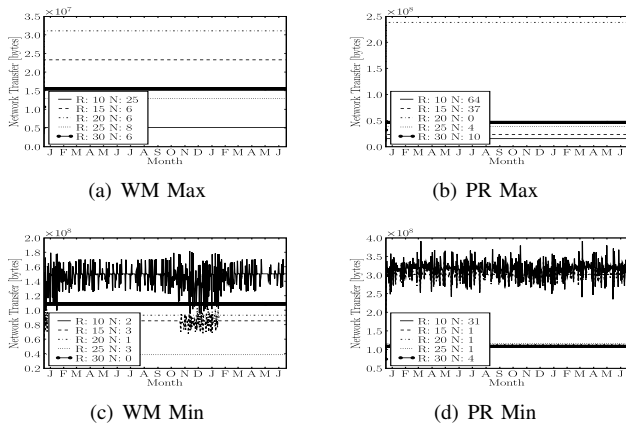 ×10⁷
3.5
3.0
2.5
2.0
1.5
1.0
0.5
0.0
Network Transfer [bytes]
R: 10 N: 25
R: 15 N: 6
R: 20 N: 6
R: 25 N: 8
R: 30 N: 6
J F M A M J J A S O N D J F M A M J
Month
(a) WM Max
×10⁸
2.5
2.0
1.5
1.0
0.5
0.0
Network Transfer [bytes]
R: 10 N: 64
R: 15 N: 37
R: 20 N: 0
R: 25 N: 4
R: 30 N: 10
J F M A M J J A S O N D J F M A M J
Month
(b) PR Max
×10⁸
2.0
1.8
1.6
1.4
1.2
1.0
0.8
0.6
0.4
0.2
Network Transfer [bytes]
R: 10 N: 2
R: 15 N: 3
R: 20 N: 1
R: 25 N: 3
R: 30 N: 0
J F M A M J J A S O N D J F M A M J
Month
(c) WM Min
×10⁸
4.0
3.5
3.0
2.5
2.0
1.5
1.0
0.5
Network Transfer [bytes]
R: 10 N: 31
R: 15 N: 1
R: 20 N: 1
R: 25 N: 1
R: 30 N: 4
J F M A M J J A S O N D J F M A M J
Month
(d) PR Min